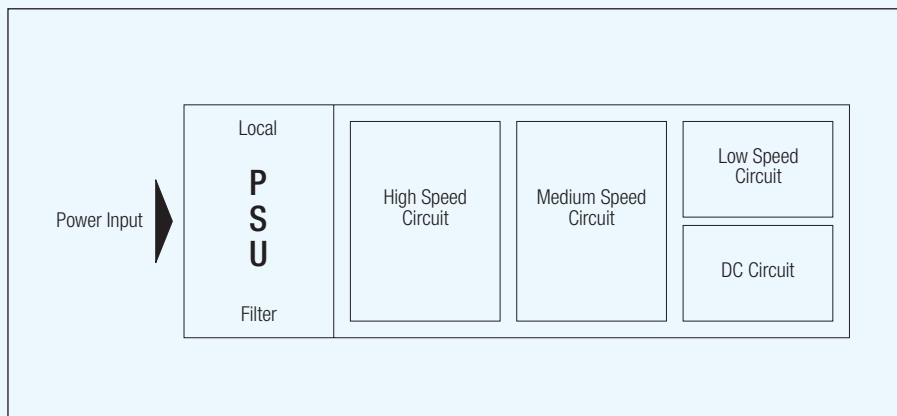 Power Input
Local
P
S
U
Filter
High Speed
Circuit
Medium Speed
Circuit
Low Speed
Circuit
DC Circuit